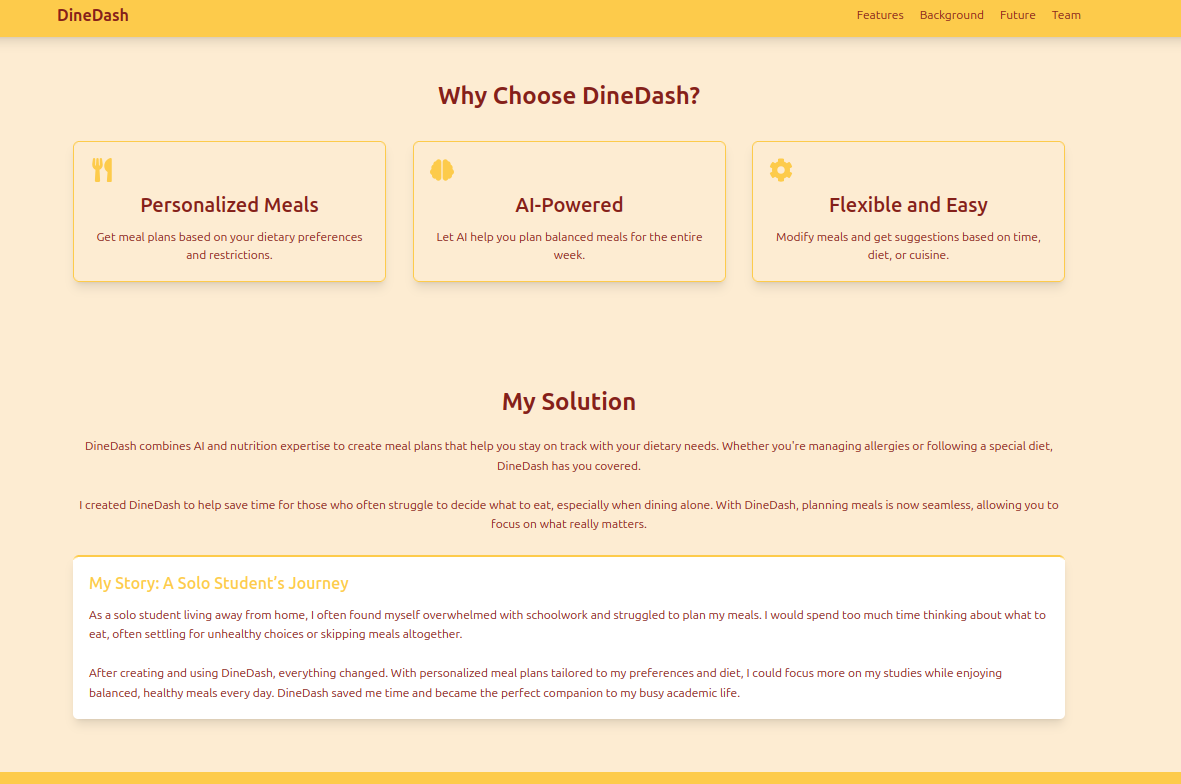 DineDash
Features Background Future Team
Why Choose DineDash?
Personalized Meals
Get meal plans based on your dietary preferences
and restrictions.
AI-Powered
Let AI help you plan balanced meals for the entire
week.
Flexible and Easy
Modify meals and get suggestions based on time,
diet, or cuisine.
My Solution
DineDash combines AI and nutrition expertise to create meal plans that help you stay on track with your dietary needs. Whether you're managing allergies or following a special diet,
DineDash has you covered.
I created DineDash to help save time for those who often struggle to decide what to eat, especially when dining alone. With DineDash, planning meals is now seamless, allowing you to
focus on what really matters.
My Story: A Solo Student’s Journey
As a solo student living away from home, I often found myself overwhelmed with schoolwork and struggled to plan my meals. I would spend too much time thinking about what to
eat, often settling for unhealthy choices or skipping meals altogether.
After creating and using DineDash, everything changed. With personalized meal plans tailored to my preferences and diet, I could focus more on my studies while enjoying
balanced, healthy meals every day. DineDash saved me time and became the perfect companion to my busy academic life.